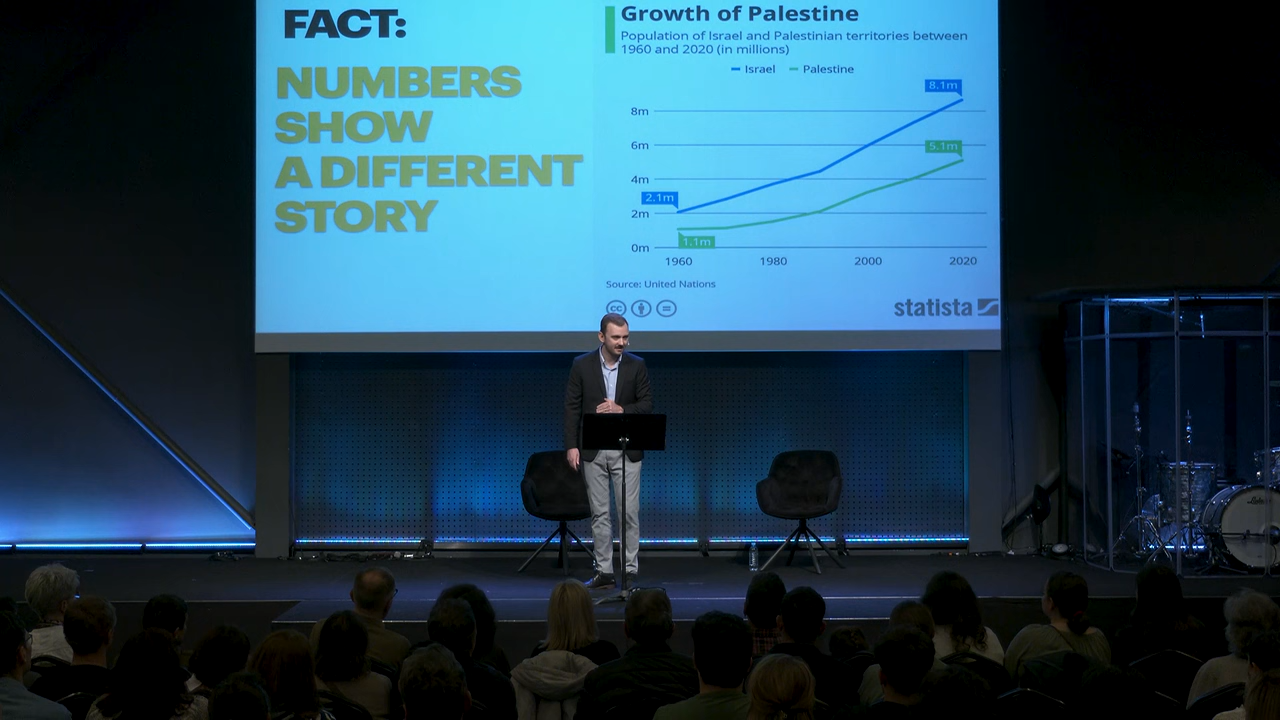 FACT:
NUMBERS
SHOW
A DIFFERENT
STORY
Growth of Palestine
Population of Israel and Palestinian territories between
1960 and 2020 (in millions)
Israel Palestine
8.1m
8m
6m
5.1m
4m
2.1m
2m
1.1m
0m
1960 1980 2000 2020
Source: United Nations
cc
statista